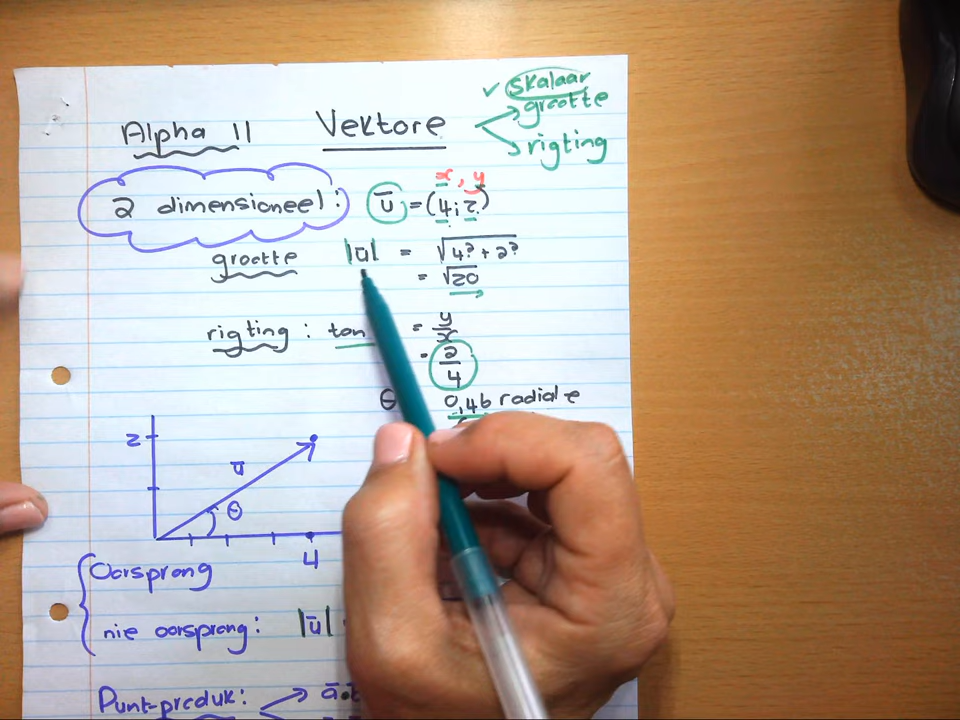 ✓ skalaar
Alpha 11 Vektore grootte
rigting
x, y
2 dimensioneel: ū = (4; 2)
grootte |ū| = √4² + 2²
= √20
rigting: tan = y/x
= 2/4
θ 0,46 radiale
2
ū
θ
4
Oorsprong
nie oorsprong: |ū|
Punt-produk: ā.